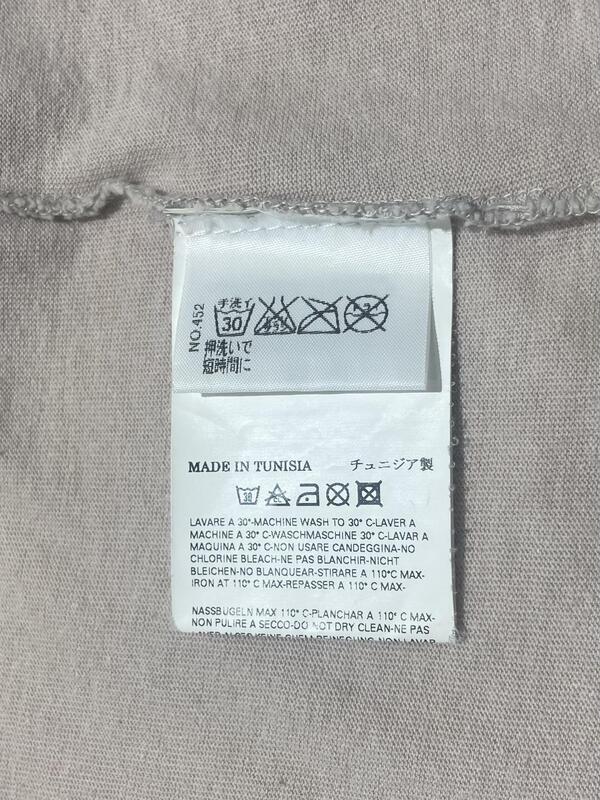 NO.452
手洗イ
30
エンソ
押洗いで
短時間に
MADE IN TUNISIA チュニジア製
30
LAVARE A 30°-MACHINE WASH TO 30° C-LAVER A
MACHINE A 30° C-WASCHMASCHINE 30° C-LAVAR A
MAQUINA A 30° C-NON USARE CANDEGGINA-NO
CHLORINE BLEACH-NE PAS BLANCHIR-NICHT
BLEICHEN-NO BLANQUEAR-STIRARE A 110°C MAX-
IRON AT 110° C MAX-REPASSER A 110° C MAX-
NASSBUGELN MAX 110° C-PLANCHAR A 110° C MAX-
NON PULIRE A SECCO-DO NOT DRY CLEAN-NE PAS